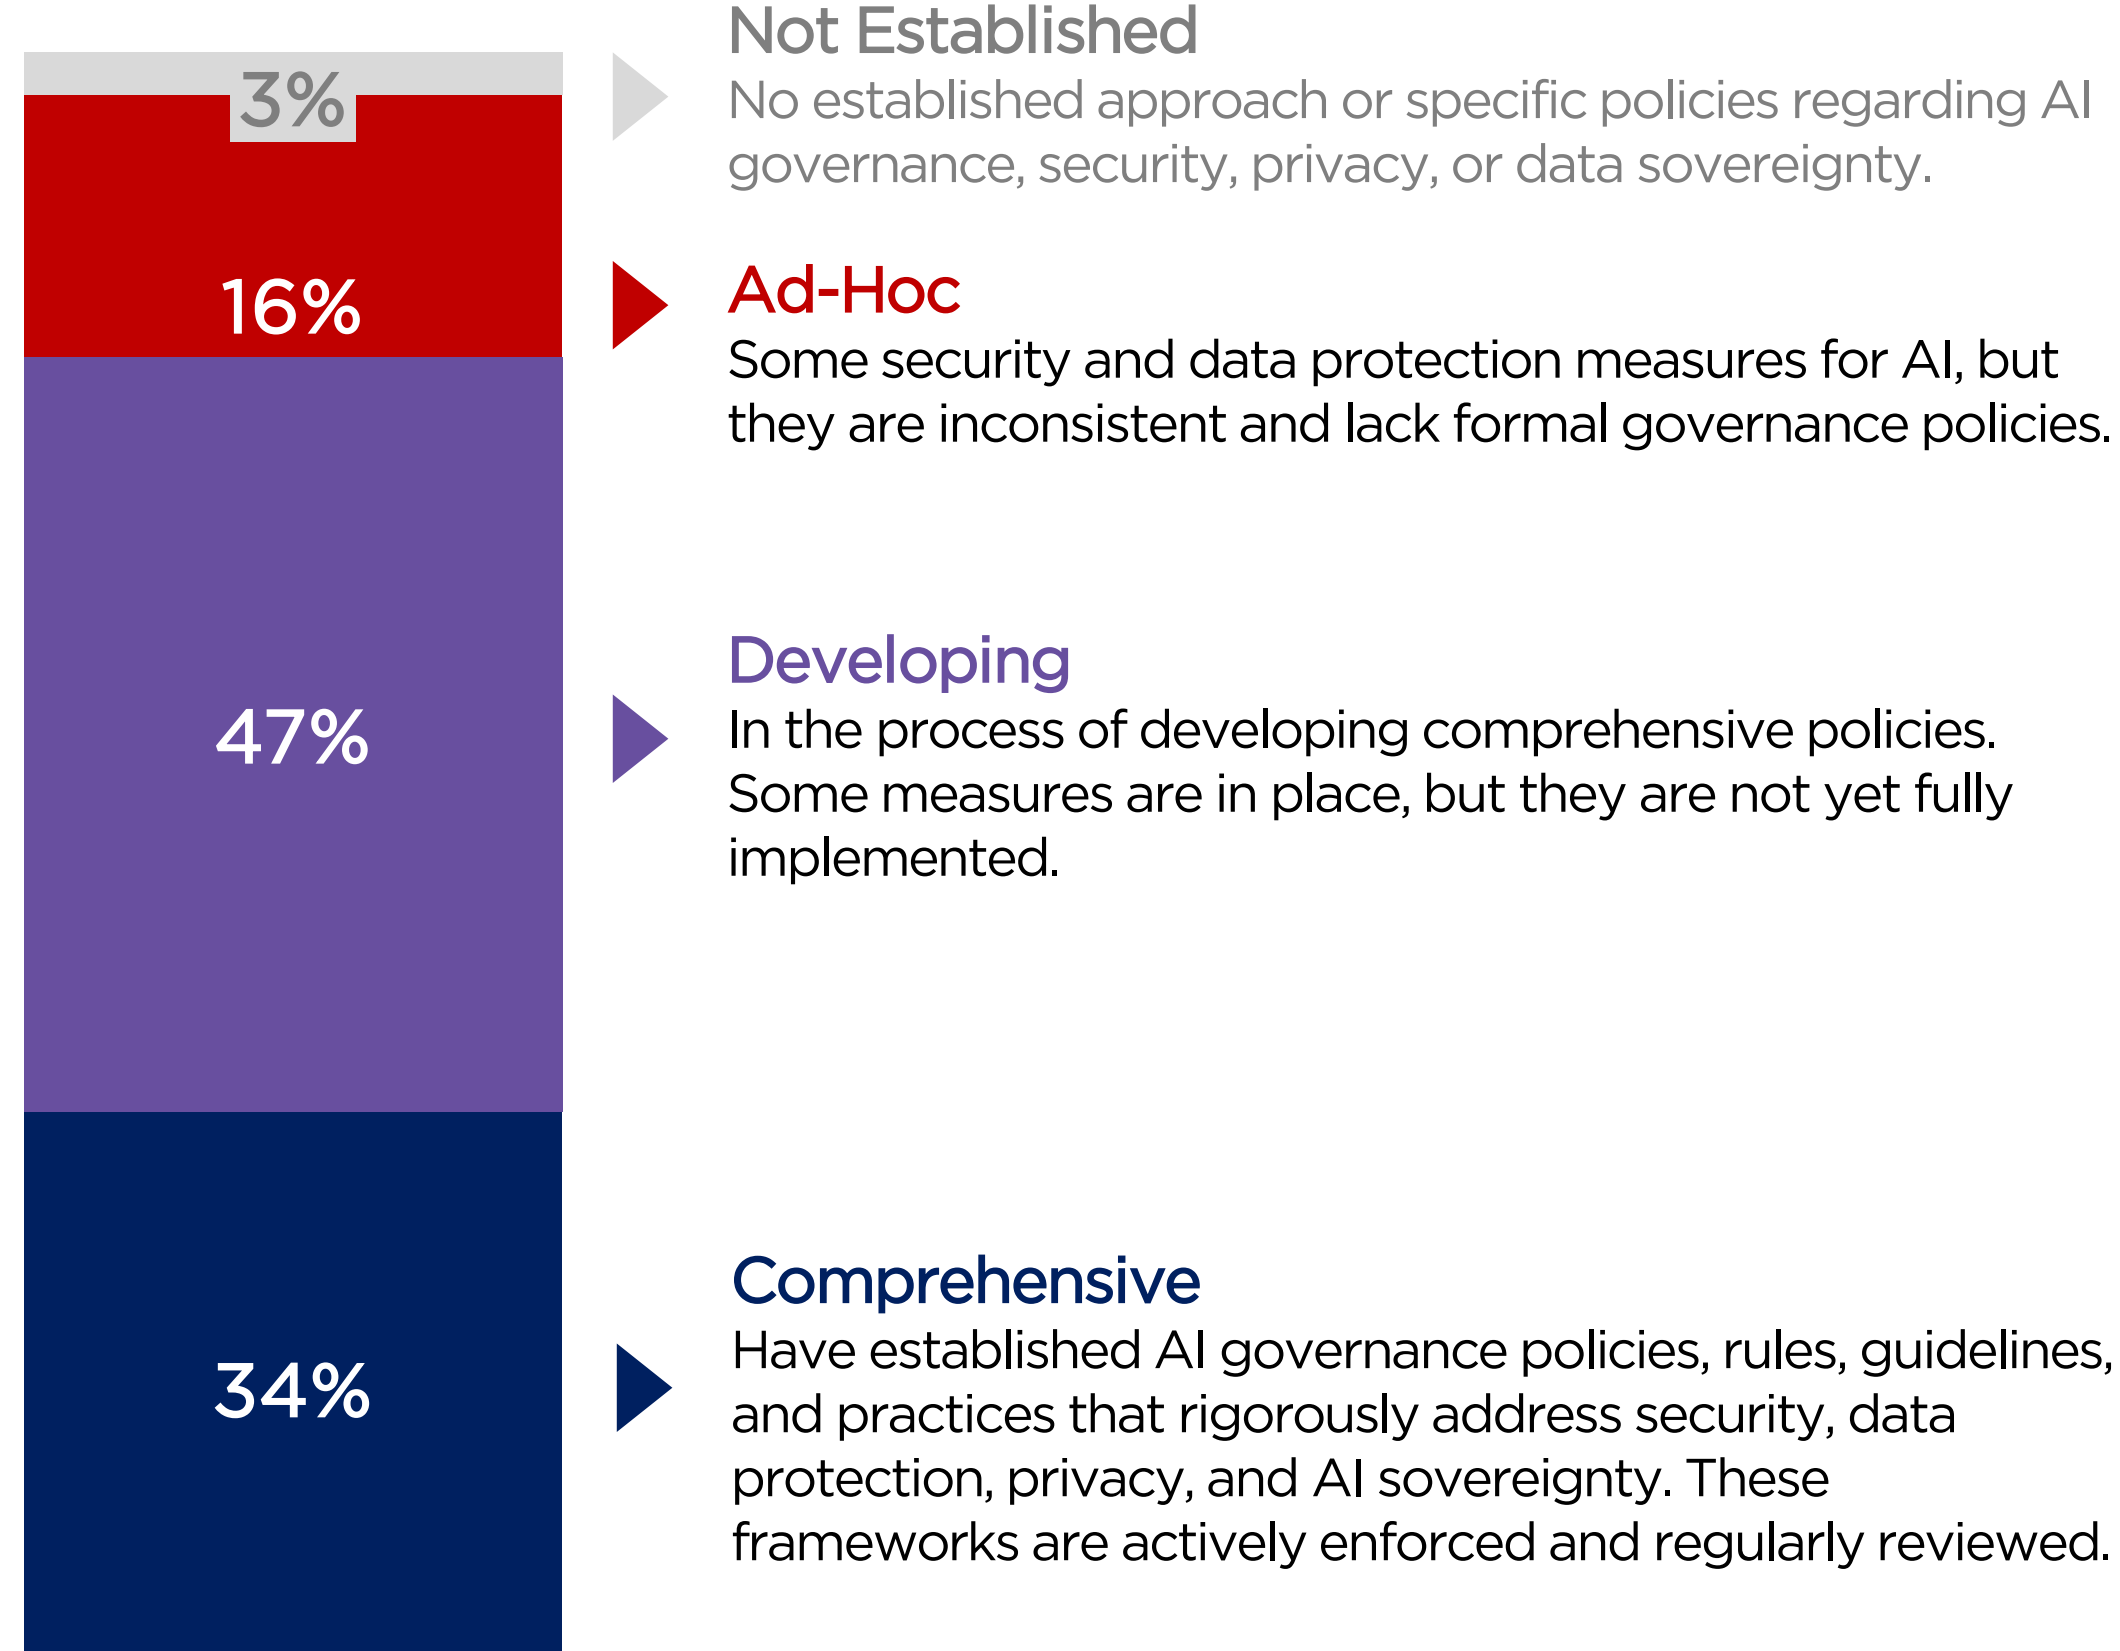 Not Established
3%
No established approach or specific policies regarding AI
governance, security, privacy, or data sovereignty.
Ad-Hoc
16%
Some security and data protection measures for AI, but
they are inconsistent and lack formal governance policies.
Developing
47%
In the process of developing comprehensive policies.
Some measures are in place, but they are not yet fully
implemented.
Comprehensive
34%
Have established AI governance policies, rules, guidelines,
and practices that rigorously address security, data
protection, privacy, and AI sovereignty. These
frameworks are actively enforced and regularly reviewed.